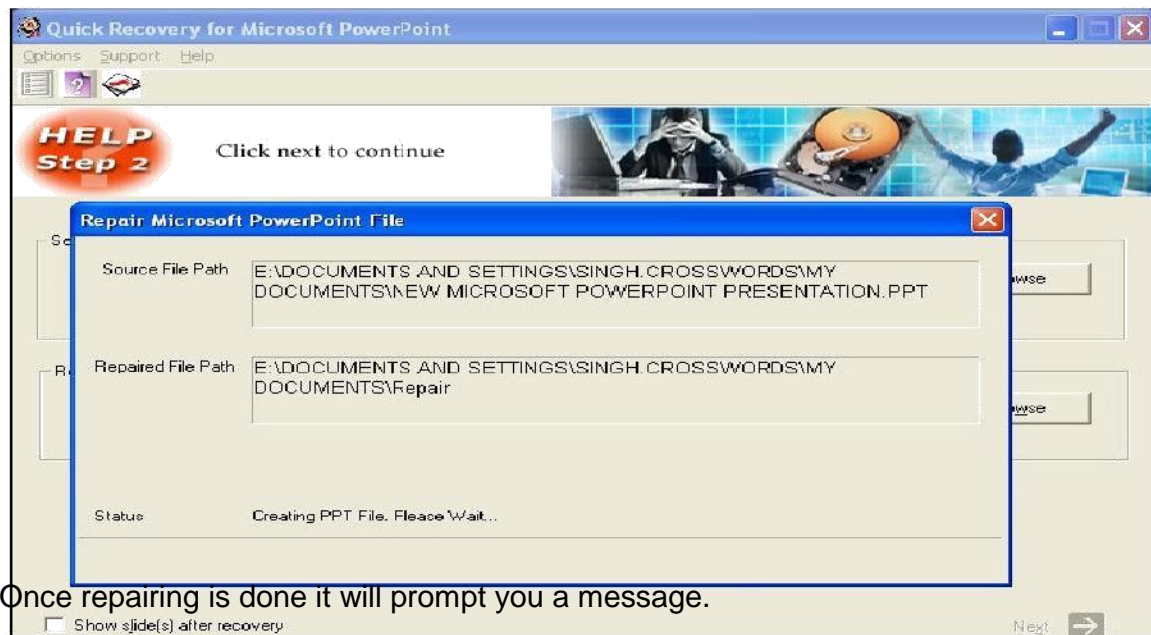 Quick Recovery for Microsoft PowerPoint
Options Support Help
HELP
Step 2
Click next to continue
Repair Microsoft PowerPoint File
Source File Path
E:\DOCUMENTS AND SETTINGS\SINGH.CROSSWORDS\MY
DOCUMENTS\NEW MICROSOFT POWERPOINT PRESENTATION.PPT
Repaired File Path
E:\DOCUMENTS AND SETTINGS\SINGH.CROSSWORDS\MY
DOCUMENTS\Repair
Status
Creating PPT File. Please Wait...
Once repairing is done it will prompt you a message.
Show slide(s) after recovery
Next